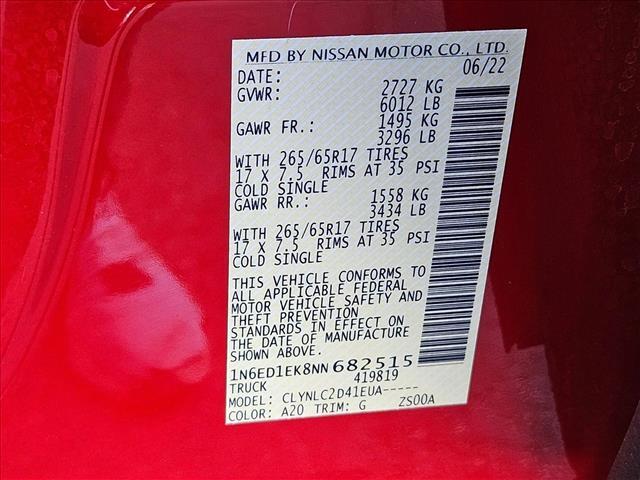 MFD BY NISSAN MOTOR CO., LTD.
DATE: 06/22
GVWR: 2727 KG
6012 LB
GAWR FR.: 1495 KG
3296 LB
WITH 265/65R17 TIRES
17 X 7.5 RIMS AT 35 PSI
COLD SINGLE
GAWR RR.: 1558 KG
3434 LB
WITH 265/65R17 TIRES
17 X 7.5 RIMS AT 35 PSI
COLD SINGLE
THIS VEHICLE CONFORMS TO
ALL APPLICABLE FEDERAL
MOTOR VEHICLE SAFETY AND
THEFT PREVENTION
STANDARDS IN EFFECT ON
THE DATE OF MANUFACTURE
SHOWN ABOVE.
1N6ED1EK8NN682515
TRUCK 419819
MODEL: CLYNLC2D41EUA-----
COLOR: A20 TRIM: G ZS00A